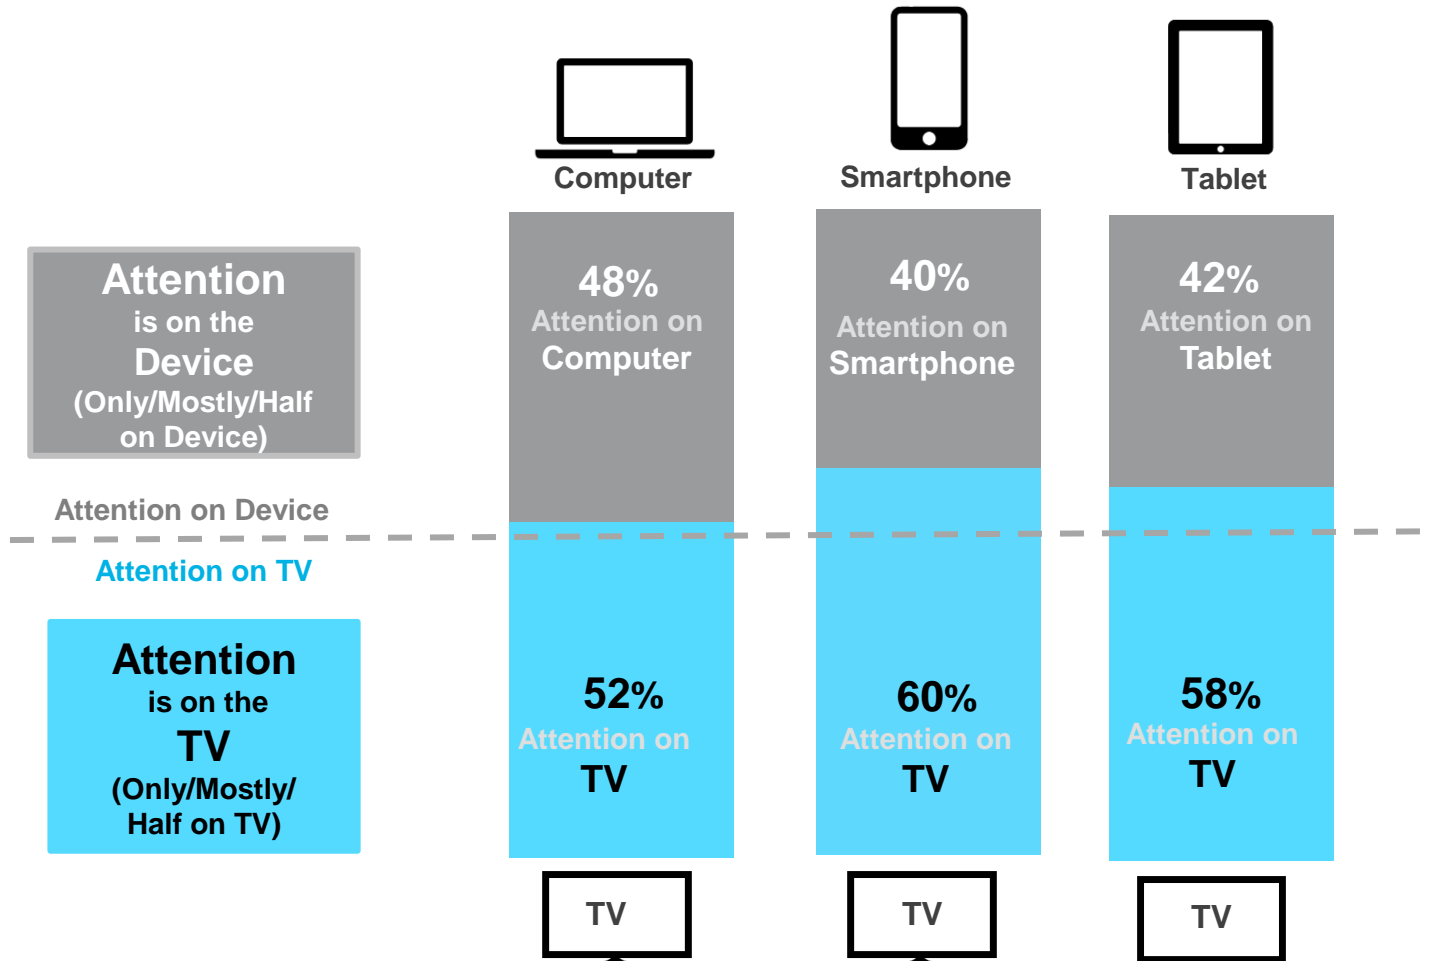 Computer
Smartphone
Tablet
Attention
is on the
Device
(Only/Mostly/Half
on Device)
48%
Attention on
Computer
40%
Attention on
Smartphone
42%
Attention on
Tablet
Attention on Device
Attention on TV
Attention
is on the
TV
(Only/Mostly/
Half on TV)
52%
Attention on
TV
60%
Attention on
TV
58%
Attention on
TV
TV
TV
TV